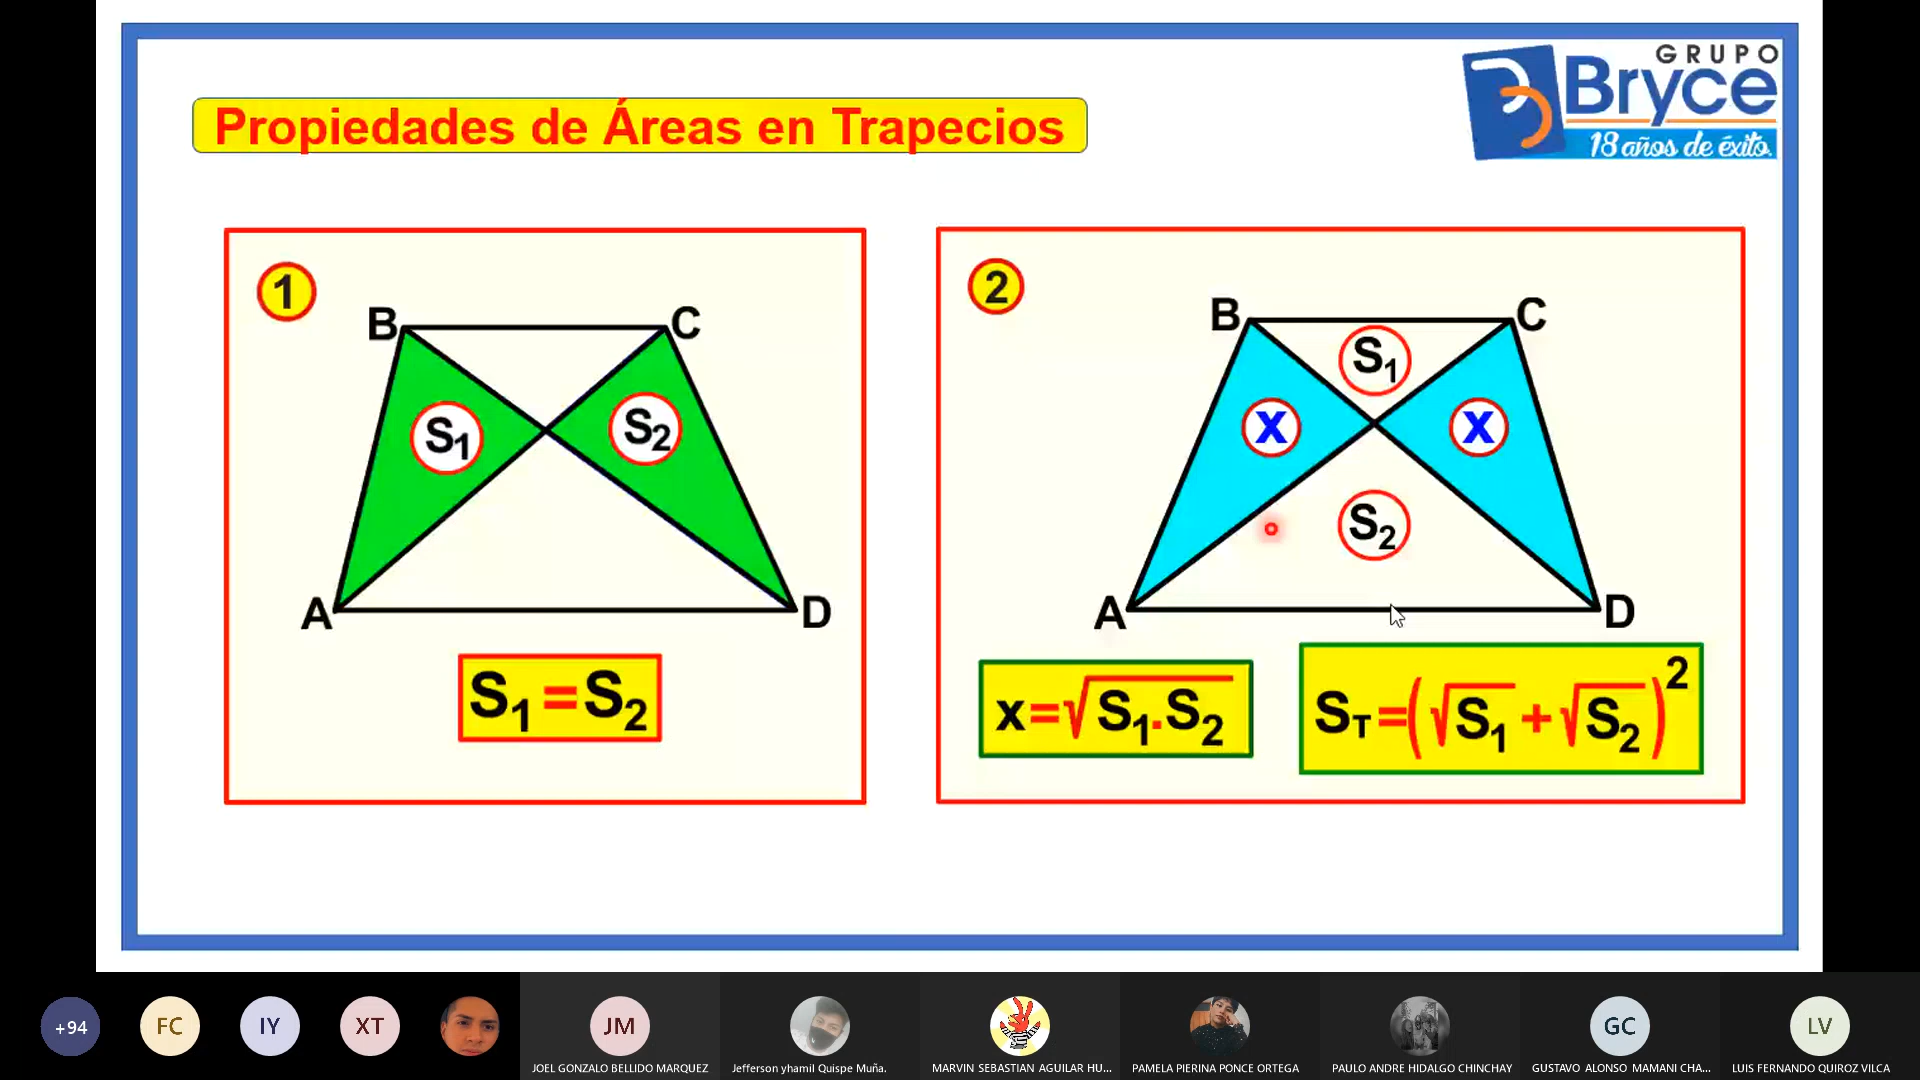 GRUPO
Bryce
18 años de éxito.
Propiedades de Áreas en Trapecios
1
B
C
S₁
S₂
A
D
S₁=S₂
2
B
C
S₁
x
x
S₂
A
D
x=√S₁.S₂
Sᴛ=(√S₁+√S₂)²
+94
FC
IY
XT
JM
GC
LV
JOEL GONZALO BELLIDO MARQUEZ
Jefferson yhamil Quispe Muña.
MARVIN SEBASTIAN AGUILAR HU...
PAMELA PIERINA PONCE ORTEGA
PAULO ANDRE HIDALGO CHINCHAY
GUSTAVO ALONSO MAMANI CHA...
LUIS FERNANDO QUIROZ VILCA